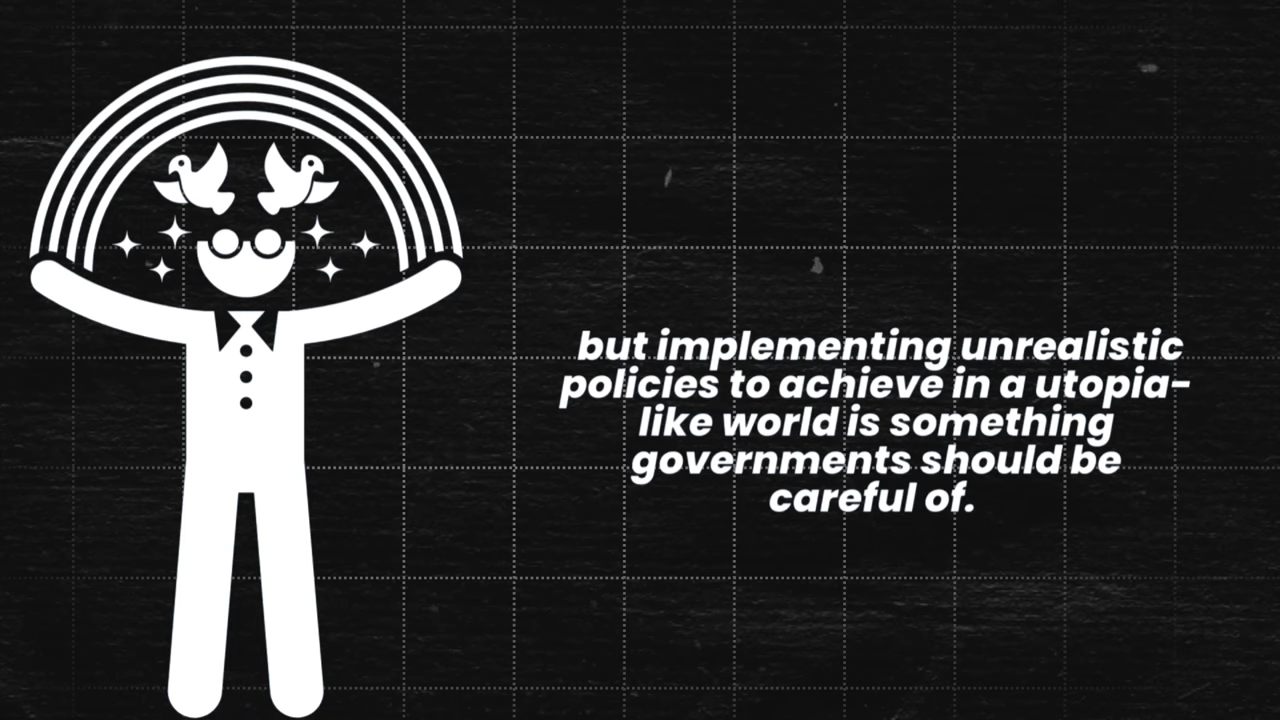 but implementing unrealistic
policies to achieve in a utopia-
like world is something
governments should be
careful of.